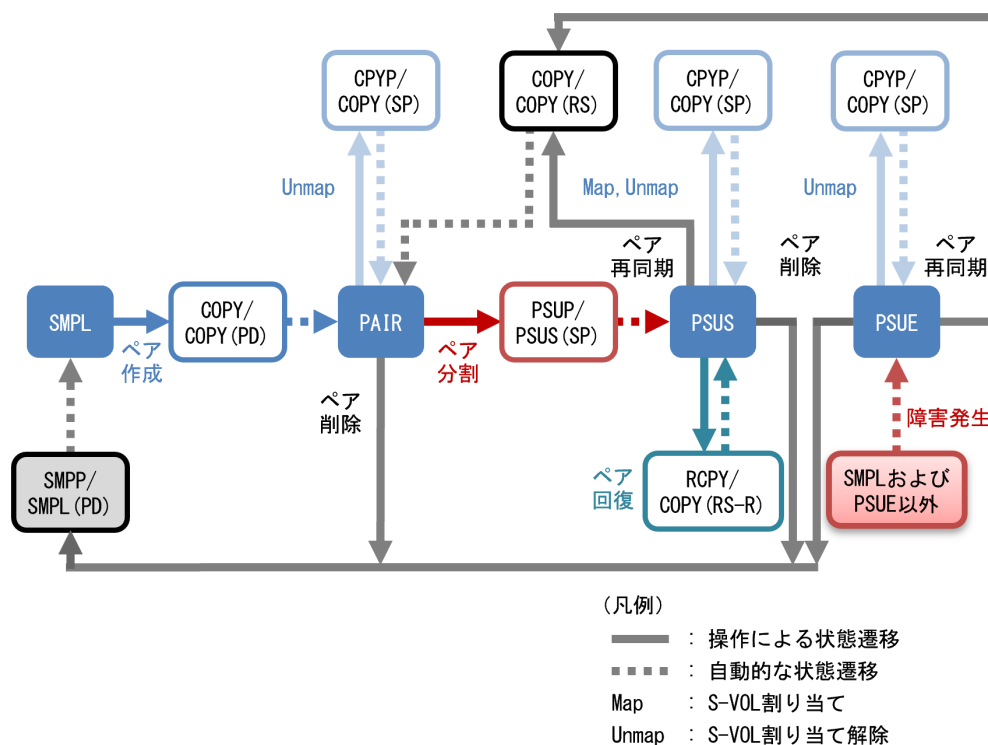 CPYP/
COPY(SP)
COPY/
COPY(RS)
CPYP/
COPY(SP)
CPYP/
COPY(SP)
Unmap
Map,Unmap
Unmap
ペア
再同期
ペア
削除
ペア
再同期
SMPL
COPY/
COPY(PD)
PAIR
PSUP/
PSUS(SP)
PSUS
PSUE
ペア
作成
ペア
分割
ペア
削除
障害発生
SMPP/
SMPL(PD)
ペア
回復
RCPY/
COPY(RS-R)
SMPLおよび
PSUE以外
(凡例)
: 操作による状態遷移
: 自動的な状態遷移
Map : S-VOL割り当て
Unmap : S-VOL割り当て解除